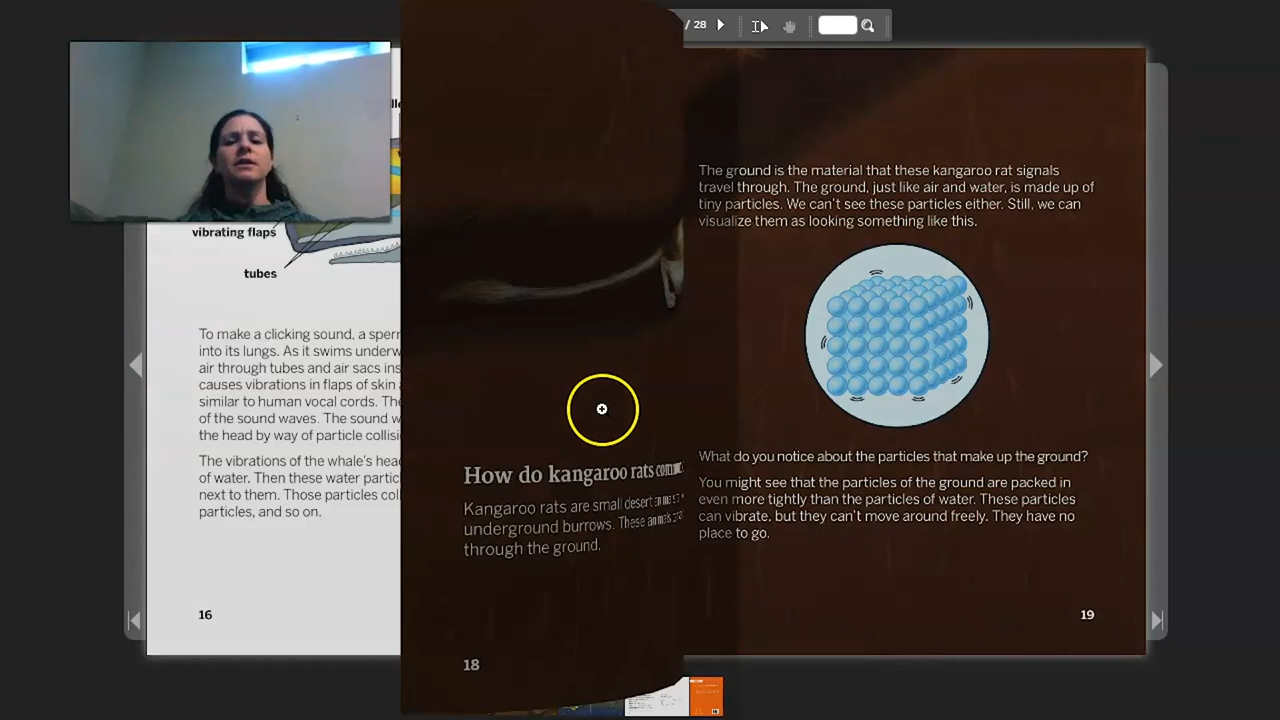 / 28
vibrating flaps
tubes
To make a clicking sound, a sperr
into its lungs. As it swims underw
air through tubes and air sacs ins
causes vibrations in flaps of skin
similar to human vocal cords. The
of the sound waves. The sound w
the head by way of particle collisi
The vibrations of the whale's hea
of water. Then these water partic
next to them. Those particles coll
particles, and so on.
16
How do kangaroo rats
Kangaroo rats are small desert
underground burrows. These
through the ground.
18
The ground is the material that these kangaroo rat signals
travel through. The ground, just like air and water, is made up of
tiny particles. We can't see these particles either. Still, we can
visualize them as looking something like this.
What do you notice about the particles that make up the ground?
You might see that the particles of the ground are packed in
even more tightly than the particles of water. These particles
can vibrate, but they can't move around freely. They have no
place to go.
19